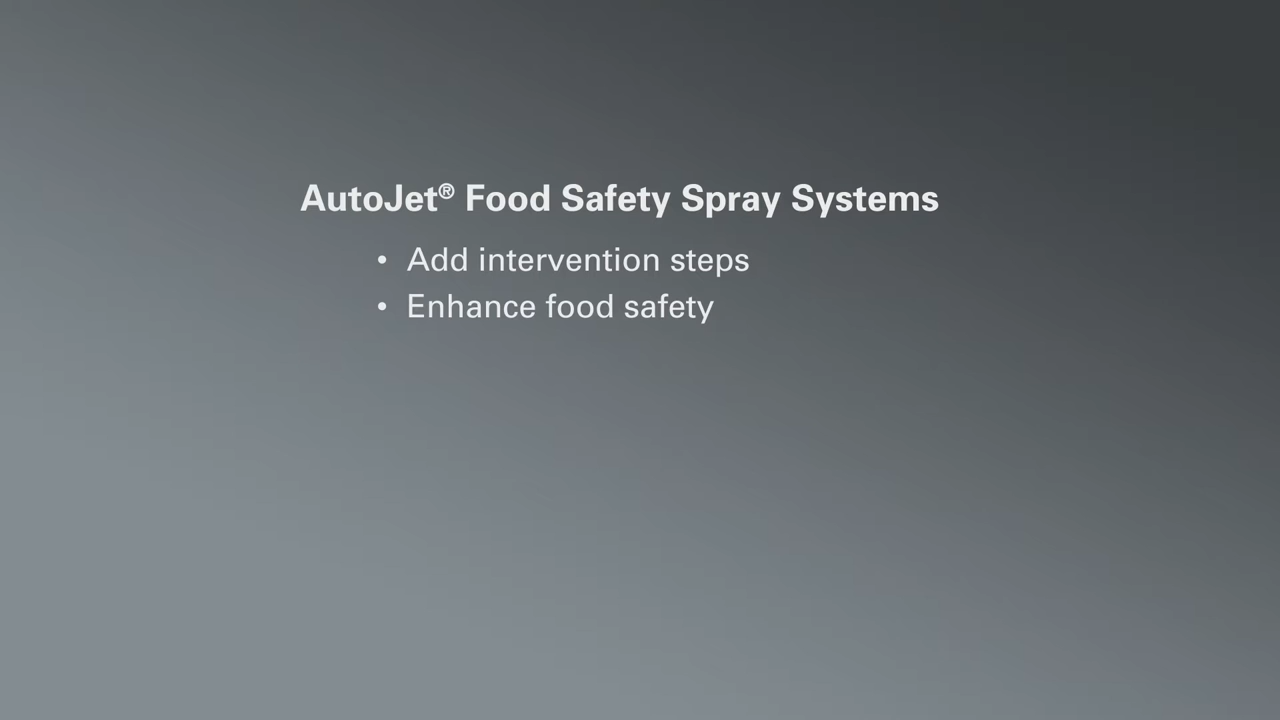 AutoJet® Food Safety Spray Systems
• Add intervention steps
• Enhance food safety